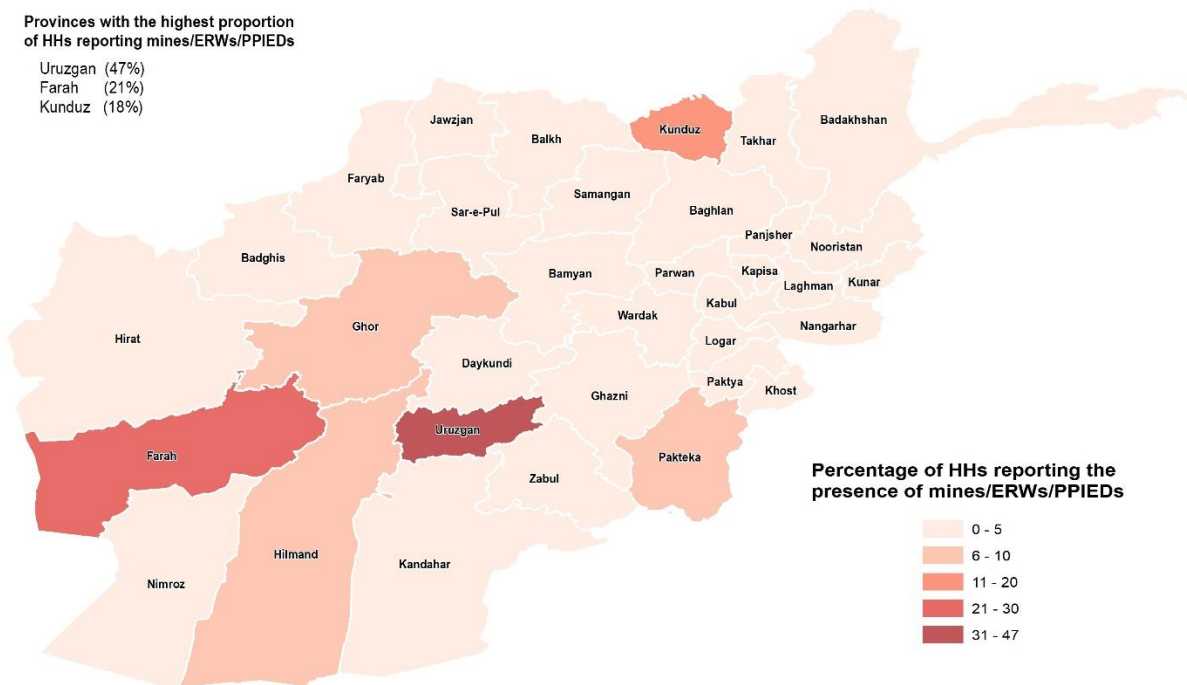 Provinces with the highest proportion
of HHs reporting mines/ERWs/PPIEDs
Uruzgan (47%)
Farah (21%)
Kunduz (18%)
Jawzjan
Balkh
Kunduz
Takhar
Badakhshan
Faryab
Samangan
Sar-e-Pul
Baghlan
Panjsher
Nooristan
Badghis
Bamyan
Parwan
Kapisa
Laghman
Kunar
Kabul
Wardak
Ghor
Nangarhar
Hirat
Logar
Daykundi
Paktya
Khost
Ghazni
Uruzgan
Farah
Pakteka
Zabul
Hilmand
Kandahar
Nimroz
Percentage of HHs reporting the
presence of mines/ERWs/PPIEDs
0 - 5
6 - 10
11 - 20
21 - 30
31 - 47